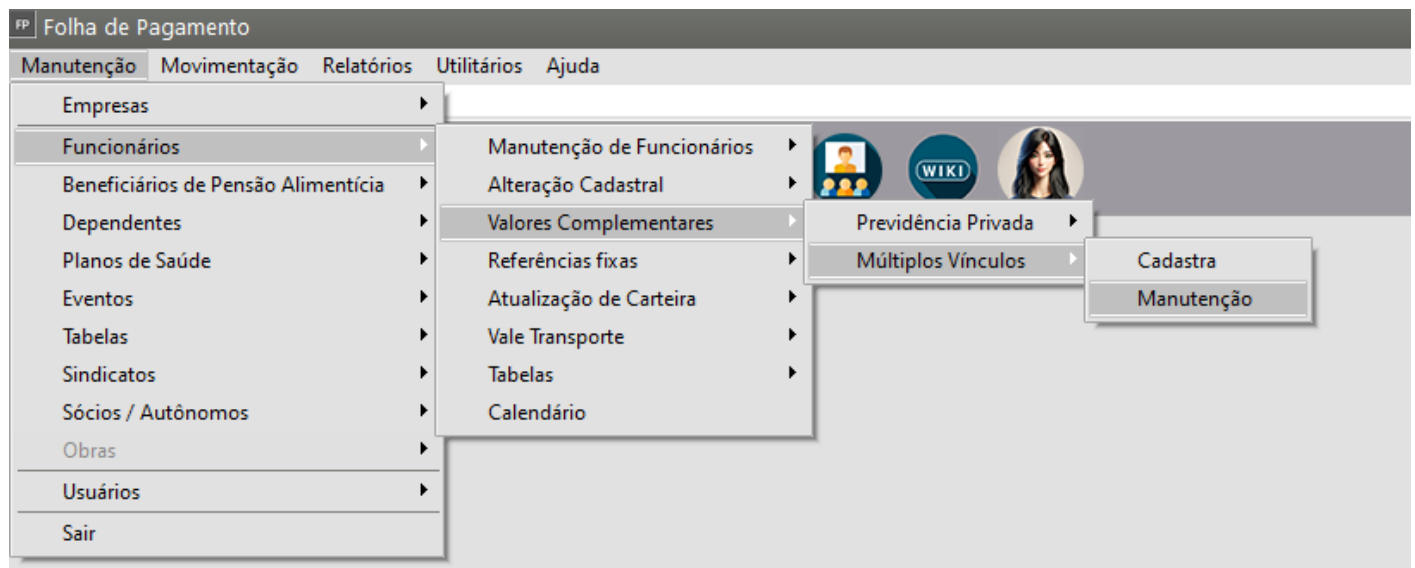 FP Folha de Pagamento
Manutenção Movimentação Relatórios Utilitários Ajuda
Empresas
Funcionários
Beneficiários de Pensão Alimentícia
Dependentes
Planos de Saúde
Eventos
Tabelas
Sindicatos
Sócios / Autônomos
Obras
Usuários
Sair
Manutenção de Funcionários
Alteração Cadastral
Valores Complementares
Referências fixas
Atualização de Carteira
Vale Transporte
Tabelas
Calendário
WIKI
Previdência Privada
Múltiplos Vínculos
Cadastra
Manutenção